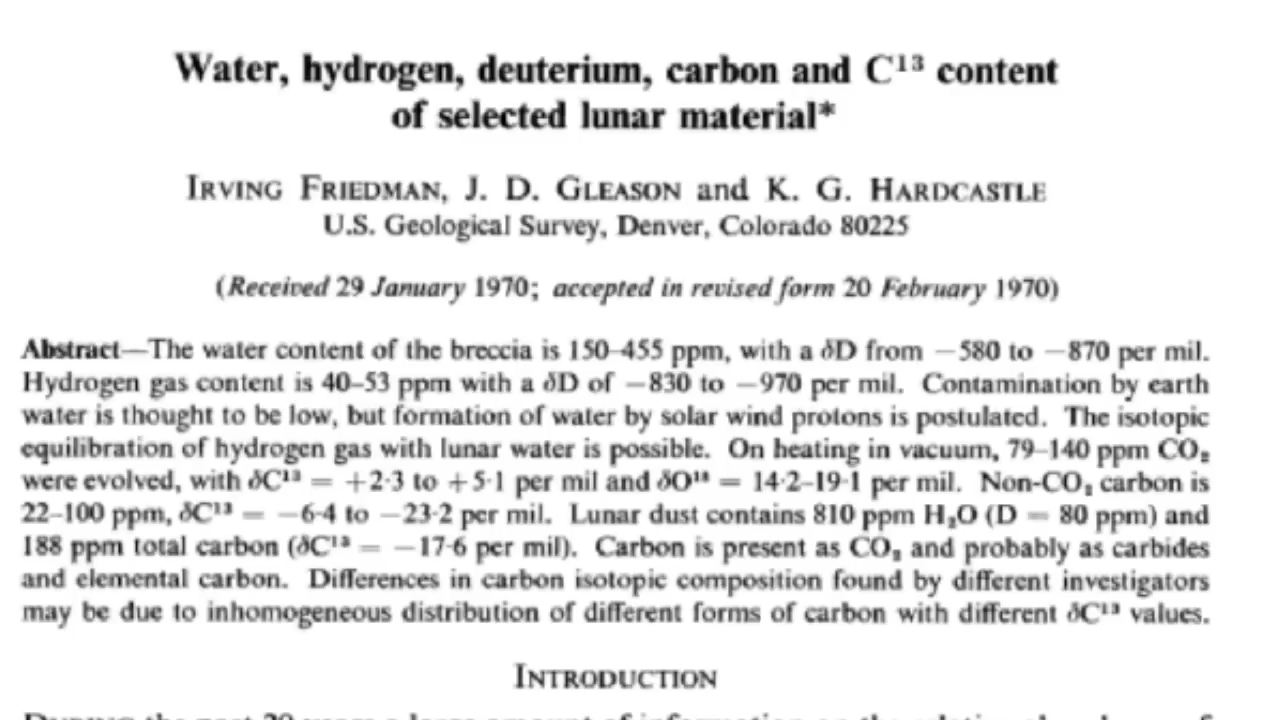 Water, hydrogen, deuterium, carbon and C¹³ content
of selected lunar material*
IRVING FRIEDMAN, J. D. GLEASON and K. G. HARDCASTLE
U.S. Geological Survey, Denver, Colorado 80225
(Received 29 January 1970; accepted in revised form 20 February 1970)
Abstract—The water content of the breccia is 150–455 ppm, with a δD from −580 to −870 per mil.
Hydrogen gas content is 40–53 ppm with a δD of −830 to −970 per mil. Contamination by earth
water is thought to be low, but formation of water by solar wind protons is postulated. The isotopic
equilibration of hydrogen gas with lunar water is possible. On heating in vacuum, 79–140 ppm CO₂
were evolved, with δC¹³ = +2·3 to +5·1 per mil and δO¹⁸ = 14·2–19·1 per mil. Non-CO₂ carbon is
22–100 ppm, δC¹³ = −6·4 to −23·2 per mil. Lunar dust contains 810 ppm H₂O (D = 80 ppm) and
188 ppm total carbon (δC¹³ = −17·6 per mil). Carbon is present as CO₂ and probably as carbides
and elemental carbon. Differences in carbon isotopic composition found by different investigators
may be due to inhomogeneous distribution of different forms of carbon with different δC¹³ values.
INTRODUCTION